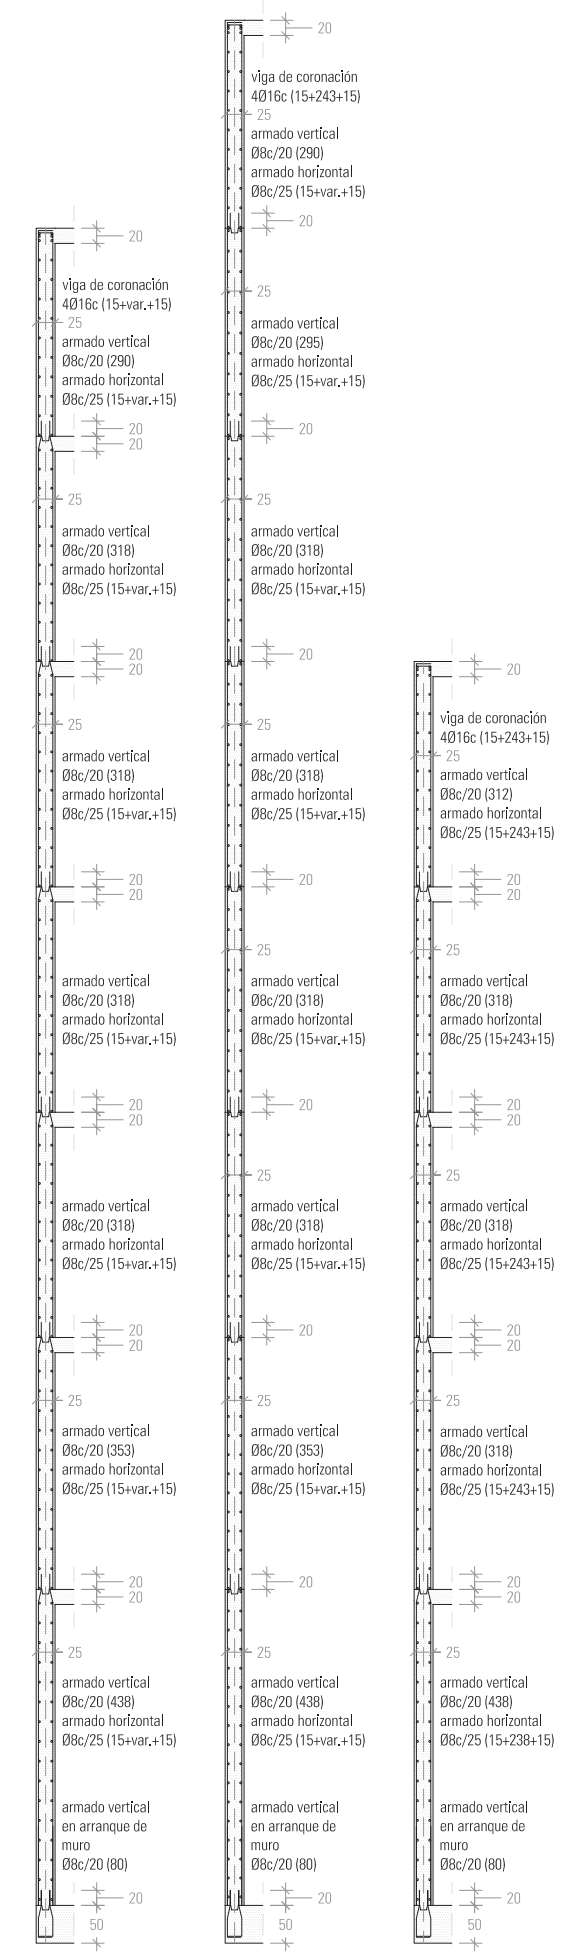 20
viga de coronación
4Ø16c (15+var.+15)
25
armado vertical
Ø8c/20 (290)
armado horizontal
Ø8c/25 (15+var.+15)
20
20
25
armado vertical
Ø8c/20 (318)
armado horizontal
Ø8c/25 (15+var.+15)
20
20
25
armado vertical
Ø8c/20 (318)
armado horizontal
Ø8c/25 (15+var.+15)
20
20
armado vertical
Ø8c/20 (318)
armado horizontal
Ø8c/25 (15+var.+15)
20
20
armado vertical
Ø8c/20 (318)
armado horizontal
Ø8c/25 (15+var.+15)
20
20
25
armado vertical
Ø8c/20 (353)
armado horizontal
Ø8c/25 (15+var.+15)
20
20
25
armado vertical
Ø8c/20 (438)
armado horizontal
Ø8c/25 (15+var.+15)
armado vertical
en arranque de
muro
Ø8c/20 (80)
20
50
20
viga de coronación
4Ø16c (15+243+15)
25
armado vertical
Ø8c/20 (290)
armado horizontal
Ø8c/25 (15+var.+15)
20
25
armado vertical
Ø8c/20 (295)
armado horizontal
Ø8c/25 (15+var.+15)
20
25
armado vertical
Ø8c/20 (318)
armado horizontal
Ø8c/25 (15+var.+15)
20
25
armado vertical
Ø8c/20 (318)
armado horizontal
Ø8c/25 (15+var.+15)
20
25
armado vertical
Ø8c/20 (318)
armado horizontal
Ø8c/25 (15+var.+15)
20
25
armado vertical
Ø8c/20 (318)
armado horizontal
Ø8c/25 (15+var.+15)
20
25
armado vertical
Ø8c/20 (353)
armado horizontal
Ø8c/25 (15+var.+15)
20
25
armado vertical
Ø8c/20 (438)
armado horizontal
Ø8c/25 (15+var.+15)
armado vertical
en arranque de
muro
Ø8c/20 (80)
20
50
20
viga de coronación
4Ø16c (15+243+15)
25
armado vertical
Ø8c/20 (312)
armado horizontal
Ø8c/25 (15+243+15)
20
20
25
armado vertical
Ø8c/20 (318)
armado horizontal
Ø8c/25 (15+243+15)
20
20
25
armado vertical
Ø8c/20 (318)
armado horizontal
Ø8c/25 (15+243+15)
20
20
25
armado vertical
Ø8c/20 (318)
armado horizontal
Ø8c/25 (15+243+15)
20
20
25
armado vertical
Ø8c/20 (438)
armado horizontal
Ø8c/25 (15+238+15)
armado vertical
en arranque de
muro
Ø8c/20 (80)
20
50